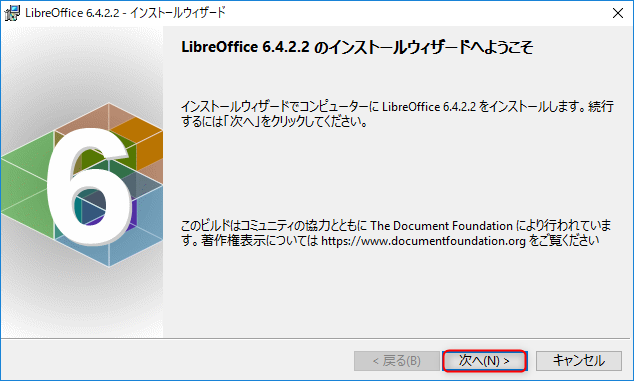 LibreOffice 6.4.2.2 - インストールウィザード
LibreOffice 6.4.2.2 のインストールウィザードへようこそ
インストールウィザードでコンピューターに LibreOffice 6.4.2.2 をインストールします。続行
するには「次へ」をクリックしてください。
6
このビルドはコミュニティの協力とともに The Document Foundation により行われていま
す。著作権表示については https://www.documentfoundation.org をご覧ください
< 戻る(B)
次へ(N) >
キャンセル